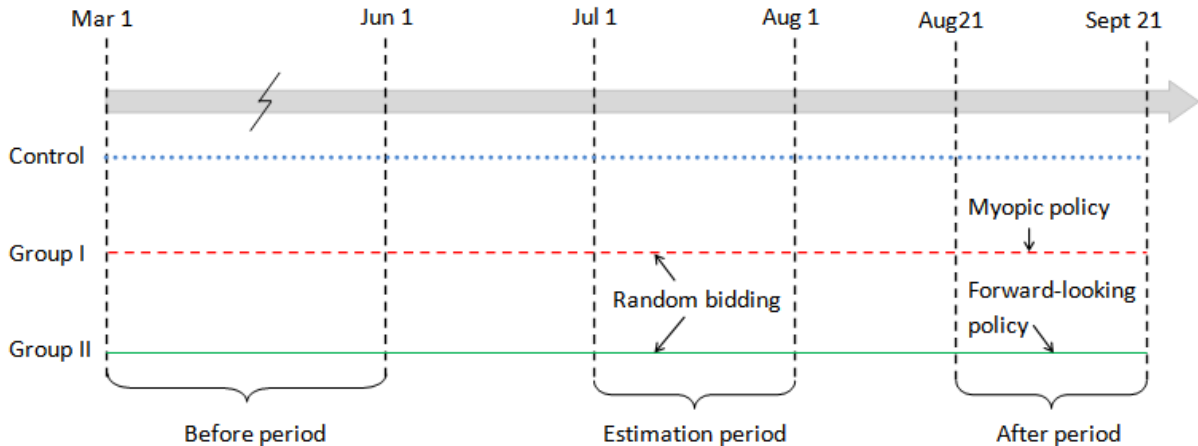 Mar 1
Jun 1
Jul 1
Aug 1
Aug21
Sept 21
Control
Myopic policy
Group I
Random bidding
Forward-looking
policy
Group II
Before period
Estimation period
After period